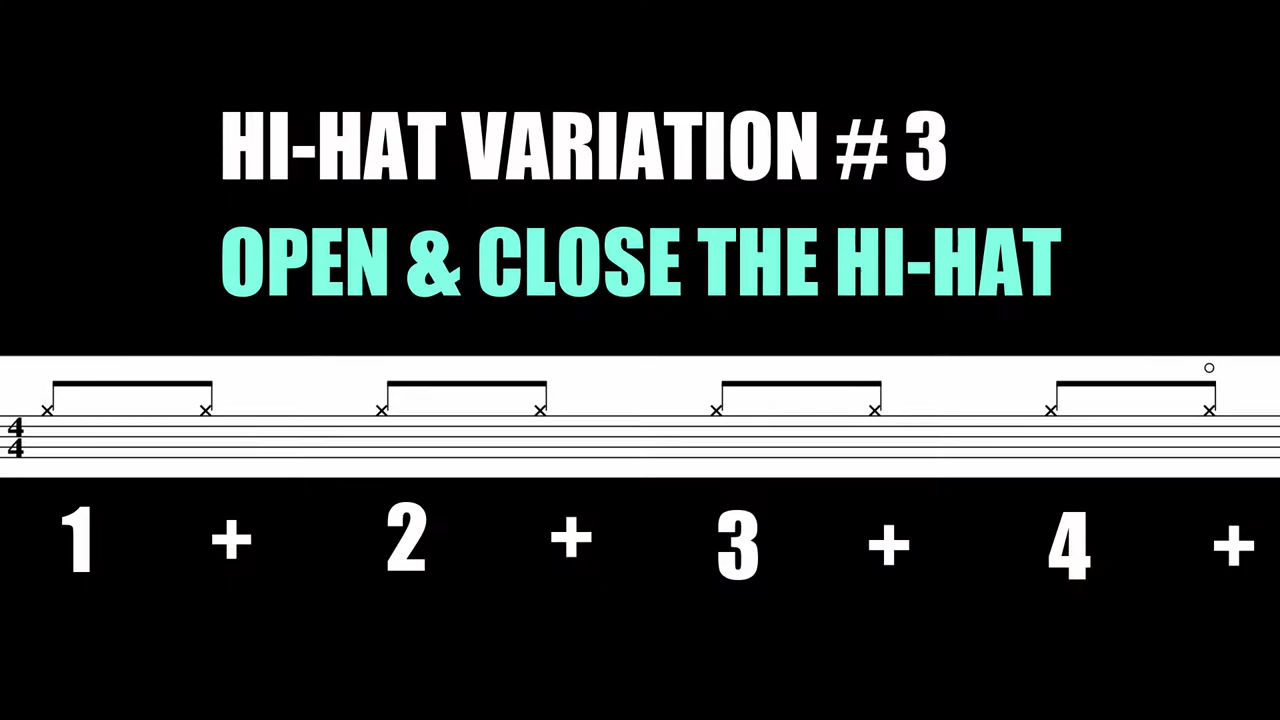 HI-HAT VARIATION # 3
OPEN & CLOSE THE HI-HAT
4
4
1 + 2 + 3 + 4 +